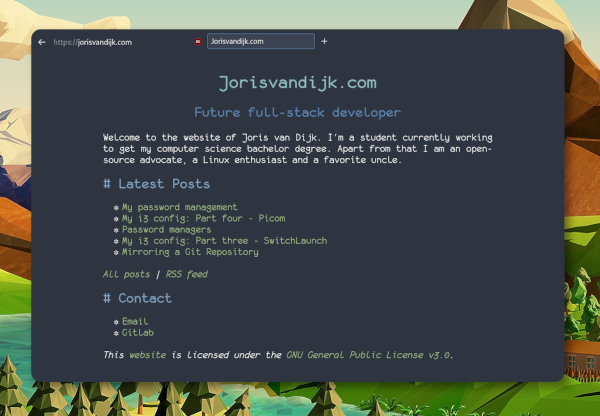 https://jorisvandijk.com
Jorisvandijk.com
Jorisvandijk.com
Future full-stack developer
Welcome to the website of Joris van Dijk. I'm a student currently working
to get my computer science bachelor degree. Apart from that I am an open-
source advocate, a Linux enthusiast and a favorite uncle.
# Latest Posts
* My password management
* My i3 config: Part four - Picom
* Password managers
* My i3 config: Part three - SwitchLaunch
* Mirroring a Git Repository
All posts | RSS feed
# Contact
* Email
* GitLab
This website is licensed under the GNU General Public License v3.0.